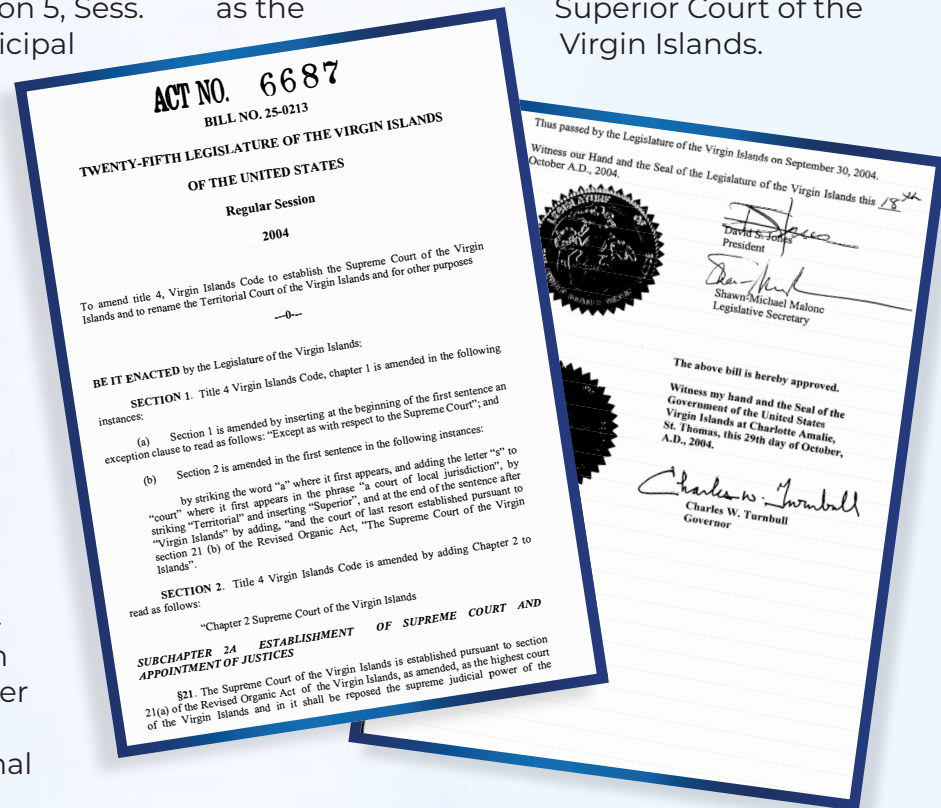 on 5, Sess. as the
icipal
Superior Court of the
Virgin Islands.
ACT NO. 6687
BILL NO. 25-0213
TWENTY-FIFTH LEGISLATURE OF THE VIRGIN ISLANDS
OF THE UNITED STATES
Regular Session
2004
To amend title 4, Virgin Islands Code to establish the Supreme Court of the Virgin
Islands and to rename the Territorial Court of the Virgin Islands and for other purposes
---0---
BE IT ENACTED by the Legislature of the Virgin Islands:
SECTION 1. Title 4 Virgin Islands Code, chapter 1 is amended in the following
instances:
(a) Section 1 is amended by inserting at the beginning of the first sentence an
exception clause to read as follows: “Except as with respect to the Supreme Court”; and
(b) Section 2 is amended in the first sentence in the following instances:
by striking the word “a” where it first appears, and adding the letter “s” to
“court” where it first appears in the phrase “a court of local jurisdiction”, by
striking “Territorial” and inserting “Superior”, and at the end of the sentence after
“Virgin Islands” by adding, “and the court of last resort established pursuant to
section 21 (b) of the Revised Organic Act, “The Supreme Court of the Virgin
Islands”.
SECTION 2. Title 4 Virgin Islands Code is amended by adding Chapter 2 to
read as follows:
“Chapter 2 Supreme Court of the Virgin Islands
SUBCHAPTER 2A ESTABLISHMENT OF SUPREME COURT AND
APPOINTMENT OF JUSTICES
§21. The Supreme Court of the Virgin Islands is established pursuant to section
21(a) of the Revised Organic Act of the Virgin Islands, as amended, as the highest court
of the Virgin Islands and in it shall be reposed the supreme judicial power of the
Thus passed by the Legislature of the Virgin Islands on September 30, 2004.
Witness our Hand and the Seal of the Legislature of the Virgin Islands this 18th
October A.D., 2004.
David S. Jones
President
Shawn-Michael Malone
Legislative Secretary
The above bill is hereby approved.
Witness my hand and the Seal of the
Government of the United States
Virgin Islands at Charlotte Amalie,
St. Thomas, this 29th day of October,
A.D., 2004.
Charles W. Turnbull
Charles W. Turnbull
Governor
n
er
nal